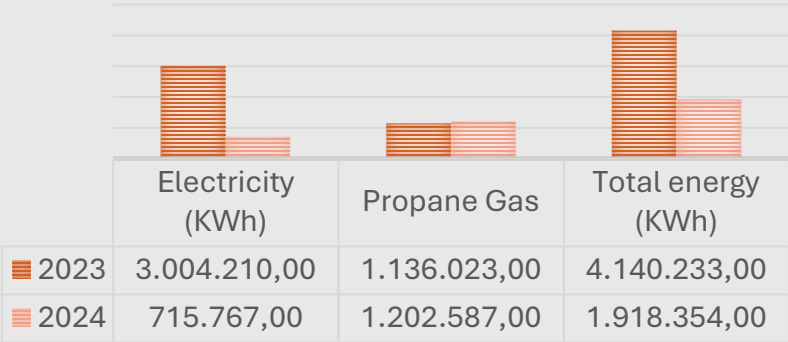 Electricity
(KWh)
Propane Gas
Total energy
(KWh)
2023 3.004.210,00 1.136.023,00 4.140.233,00
2024 715.767,00 1.202.587,00 1.918.354,00